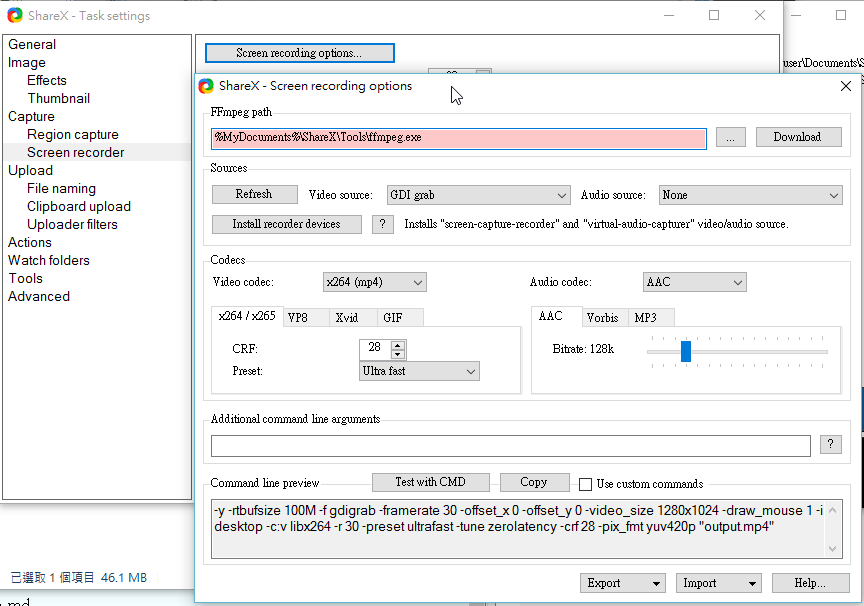 ShareX - Task settings
General
Image
Effects
Thumbnail
Capture
Region capture
Screen recorder
Upload
File naming
Clipboard upload
Uploader filters
Actions
Watch folders
Tools
Advanced
Screen recording options...
user\Documents\S
ShareX - Screen recording options
FFmpeg path
%MyDocuments%\ShareX\Tools\ffmpeg.exe
... Download
Sources
Refresh Video source: GDI grab Audio source: None
Install recorder devices ? Installs "screen-capture-recorder" and "virtual-audio-capturer" video/audio source.
Codecs
Video codec: x264 (mp4) Audio codec: AAC
x264 / x265 VP8 Xvid GIF AAC Vorbis MP3
CRF: 28 Bitrate: 128k
Preset: Ultra fast
Additional command line arguments
?
Command line preview Test with CMD Copy Use custom commands
-y -rtbufsize 100M -f gdigrab -framerate 30 -offset_x 0 -offset_y 0 -video_size 1280x1024 -draw_mouse 1 -i
desktop -c:v libx264 -r 30 -preset ultrafast -tune zerolatency -crf 28 -pix_fmt yuv420p "output.mp4"
Export Import Help...
已選取 1 個項目 46.1 MB
.md